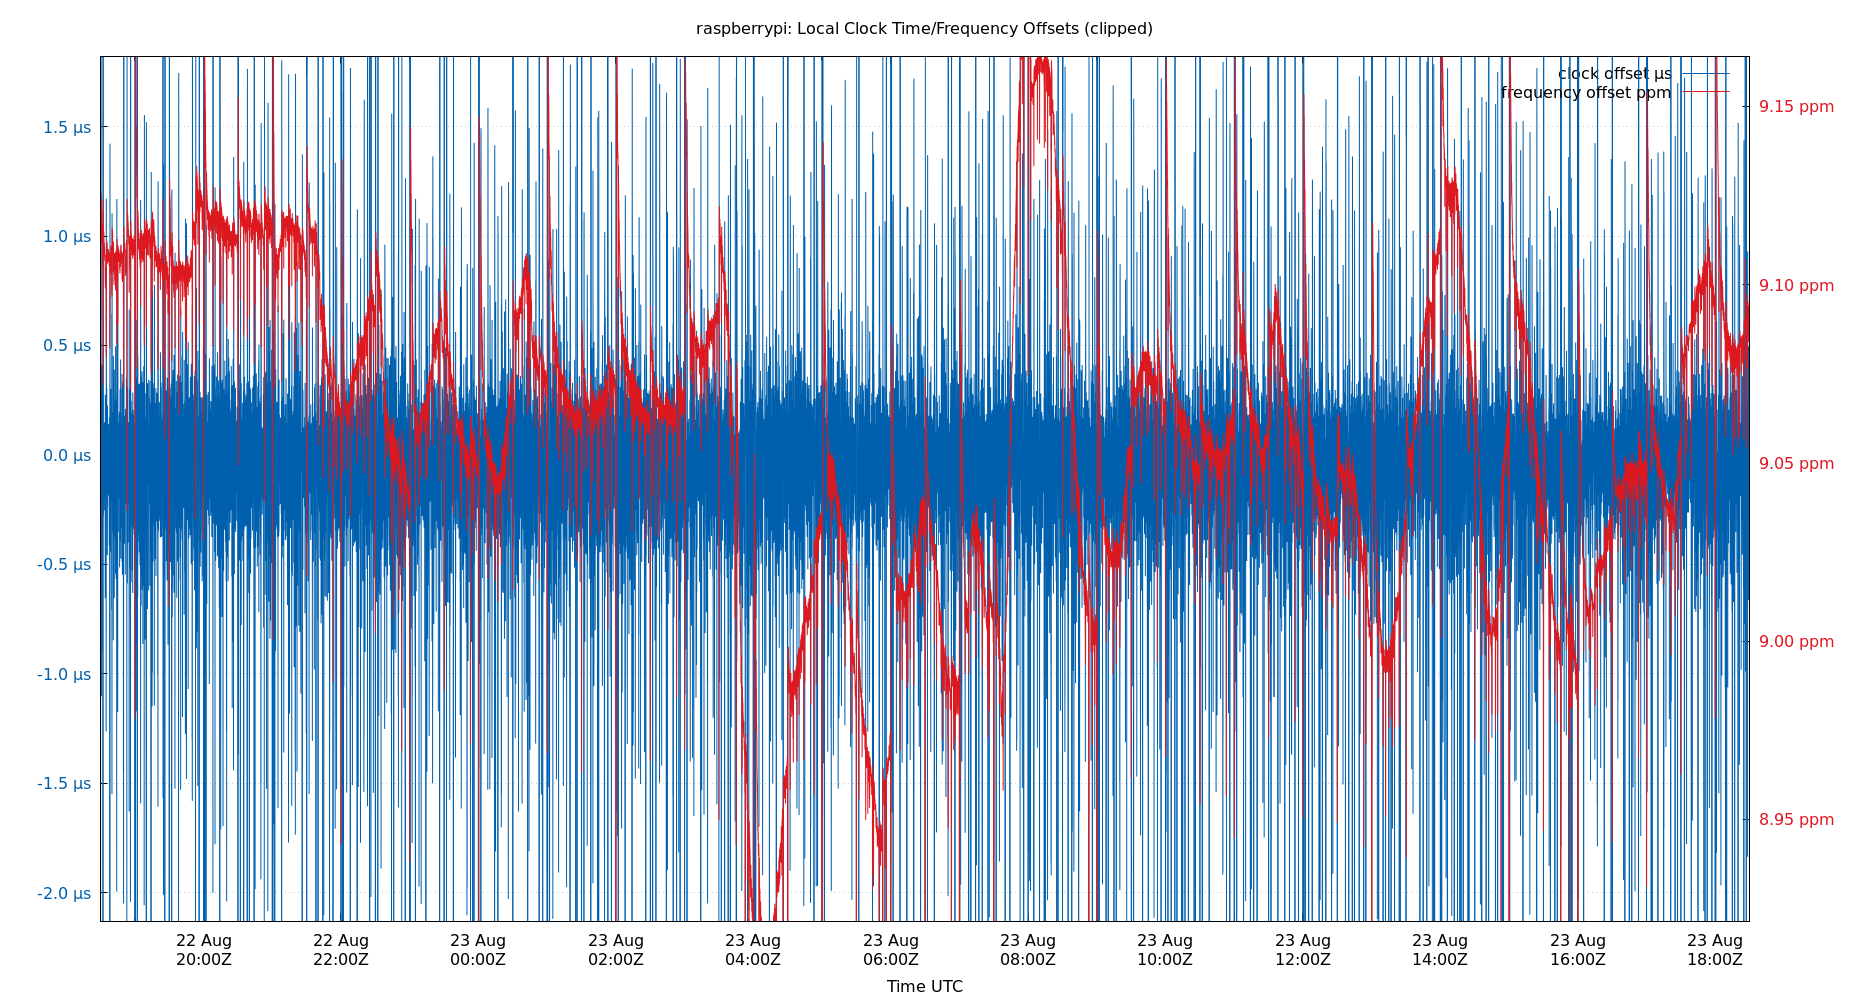 raspberrypi: Local Clock Time/Frequency Offsets (clipped)
clock offset µs
frequency offset ppm
1.5 µs
1.0 µs
0.5 µs
0.0 µs
-0.5 µs
-1.0 µs
-1.5 µs
-2.0 µs
9.15 ppm
9.10 ppm
9.05 ppm
9.00 ppm
8.95 ppm
22 Aug
20:00Z
22 Aug
22:00Z
23 Aug
00:00Z
23 Aug
02:00Z
23 Aug
04:00Z
23 Aug
06:00Z
23 Aug
08:00Z
23 Aug
10:00Z
23 Aug
12:00Z
23 Aug
14:00Z
23 Aug
16:00Z
23 Aug
18:00Z
Time UTC